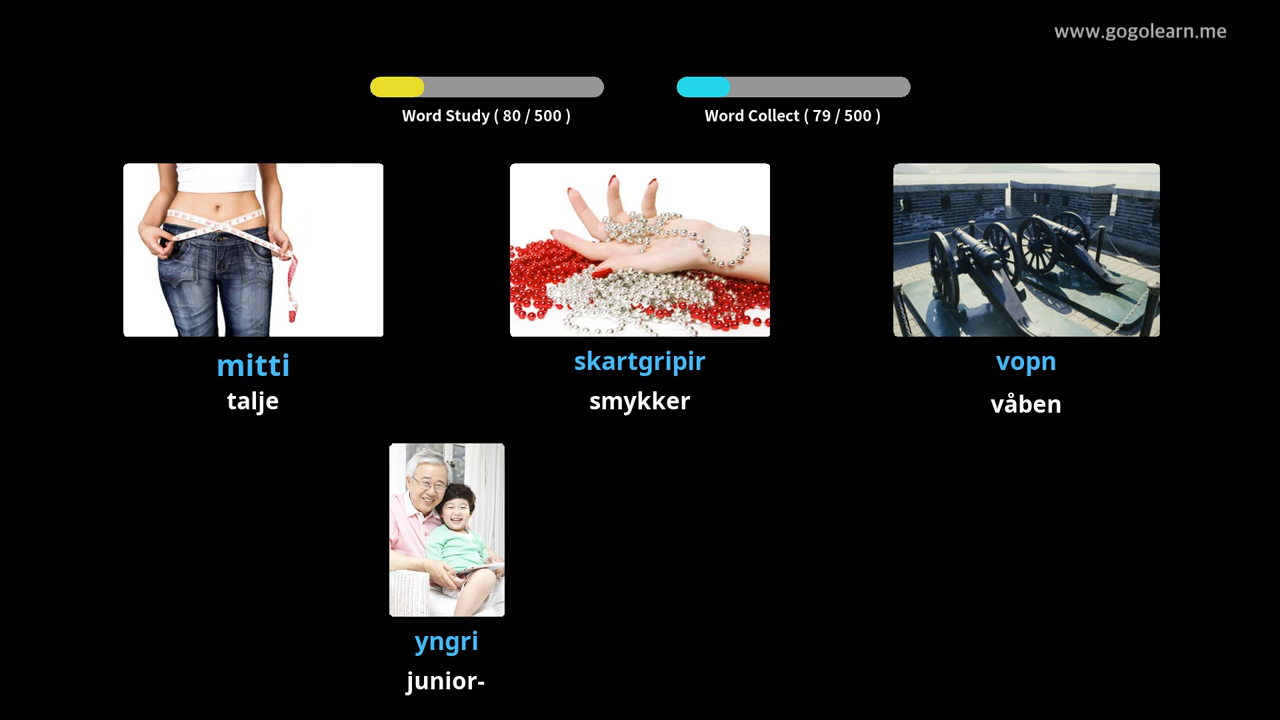 www.gogolearn.me
Word Study ( 80 / 500 )
Word Collect ( 79 / 500 )
mitti
talje
skartgripir
smykker
vopn
våben
yngri
junior-